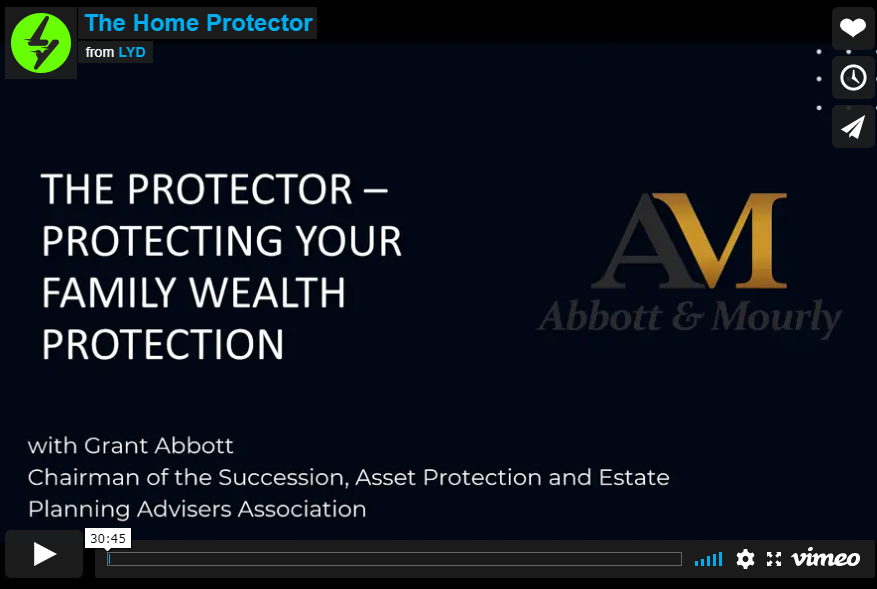 The Home Protector
from LYD
THE PROTECTOR –
PROTECTING YOUR
FAMILY WEALTH
PROTECTION
AM
Abbott & Mourly
with Grant Abbott
Chairman of the Succession, Asset Protection and Estate
Planning Advisers Association
30:45
vimeo